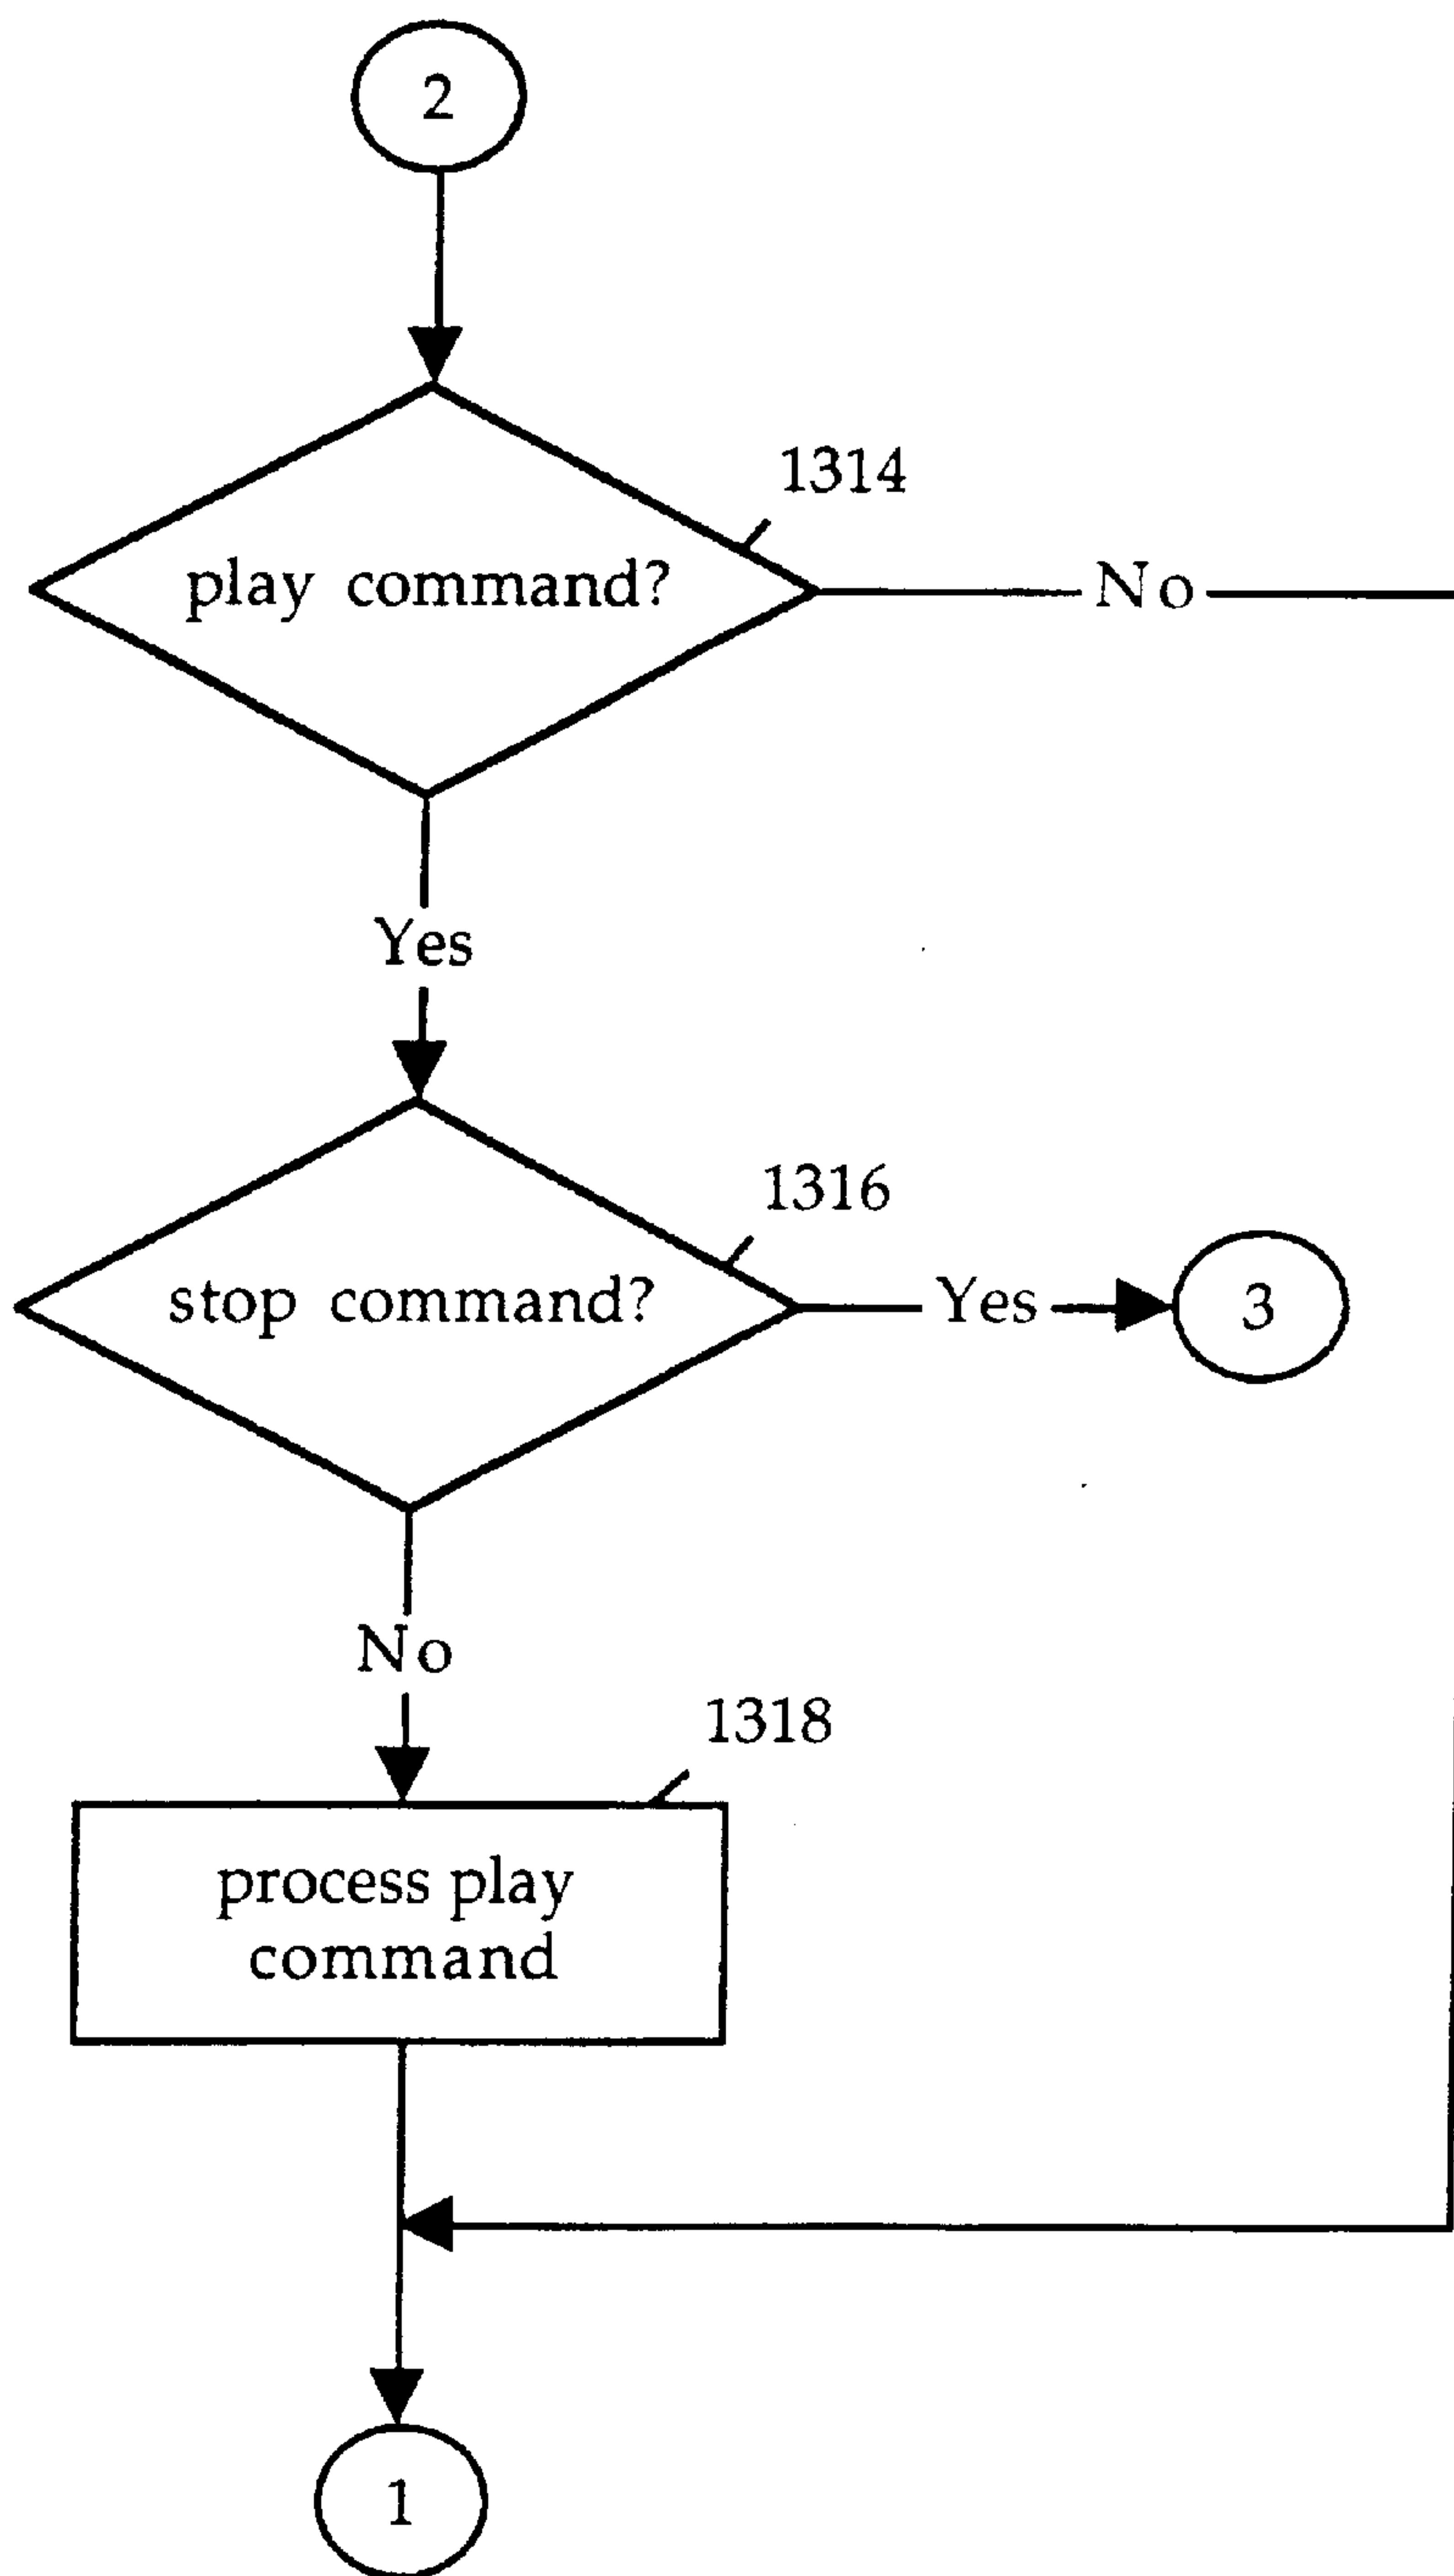 2
1314
play command?
No
Yes
1316
stop command?
Yes
3
No
1318
process play
command
1